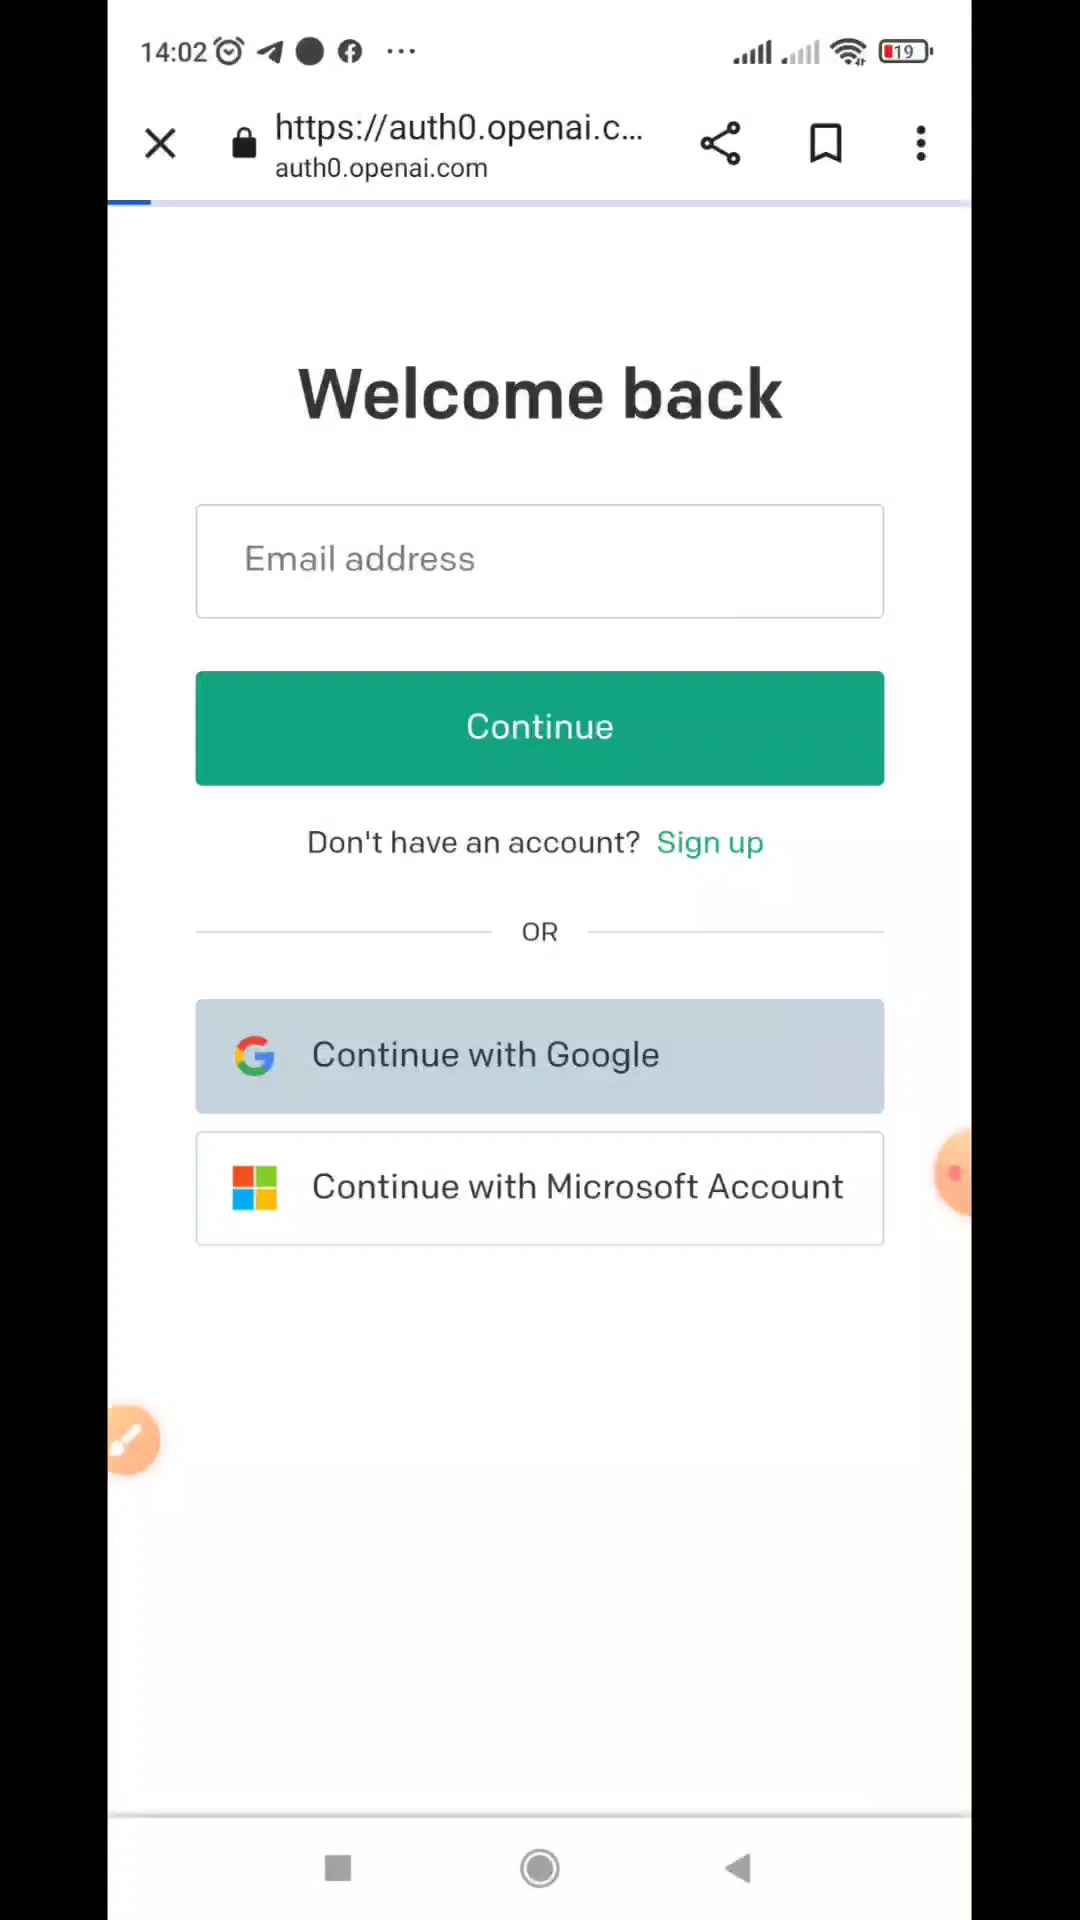 14:02 ... 19
https://auth0.openai.c...
auth0.openai.com
Welcome back
Email address
Continue
Don't have an account? Sign up
OR
Continue with Google
Continue with Microsoft Account